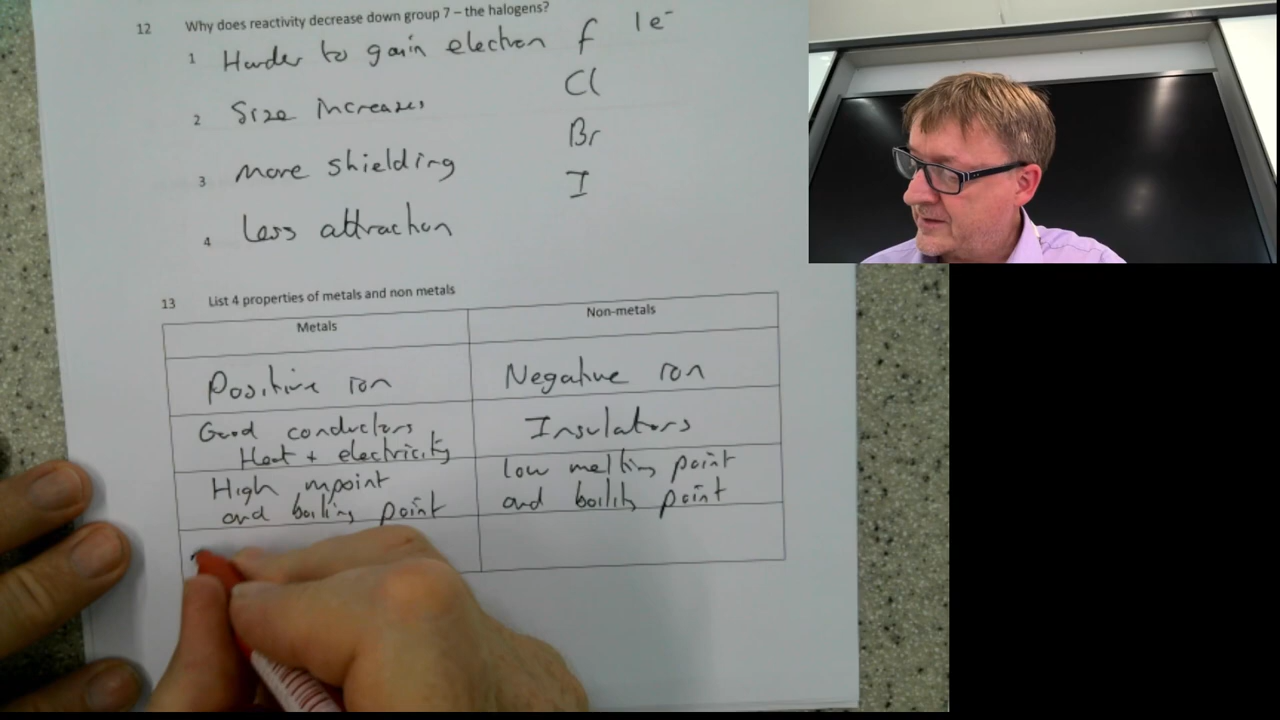 12 Why does reactivity decrease down group 7 – the halogens?
1 Harder to gain electron F 1e⁻
Cl
2 Size increases
Br
3 more shielding
I
4 Less attraction
13 List 4 properties of metals and non metals
Metals Non-metals
Positive ion Negative ion
Good conductors
Heat + electricity
Insulators
High mpoint
and boiling point
low melting point
and boiling point